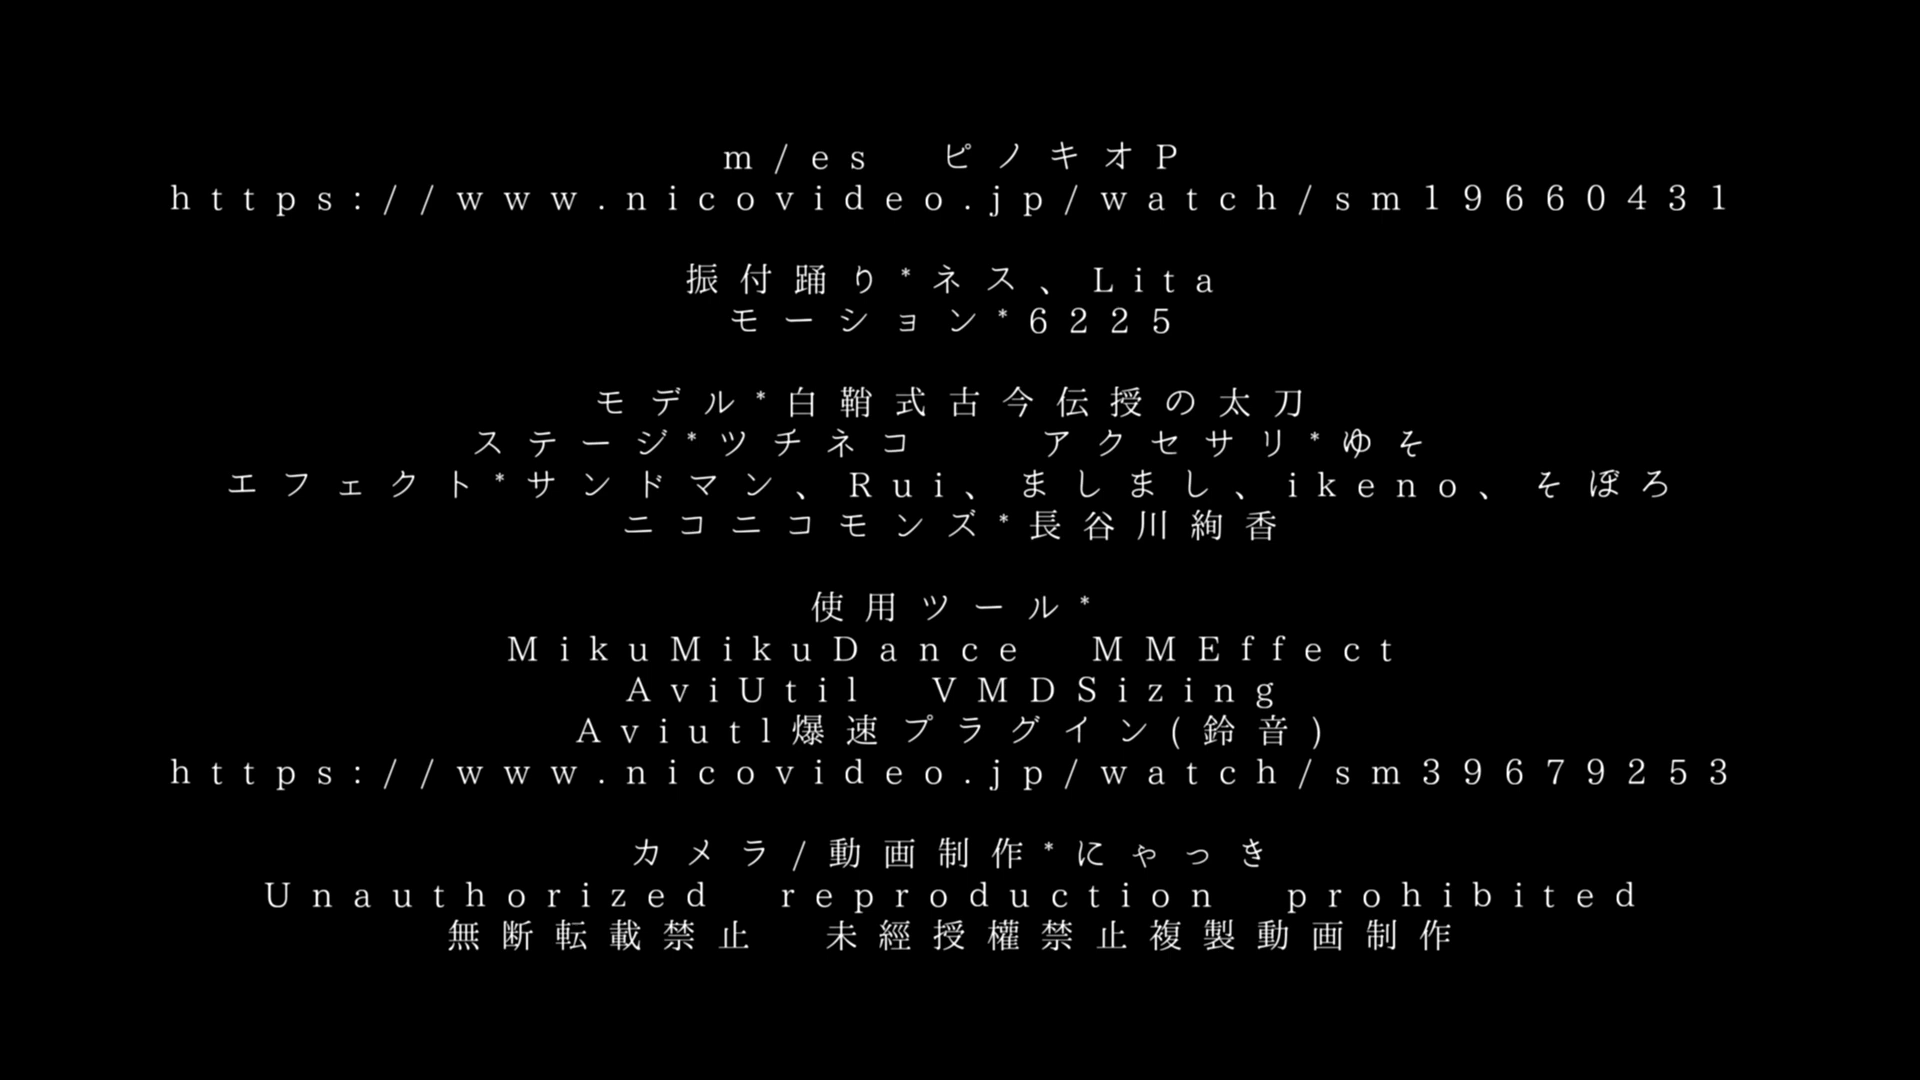 m/es　ピノキオP
https://www.nicovideo.jp/watch/sm19660431
振付踊り*ネス、Lita
モーション*6225
モデル*白鞘式古今伝授の太刀
ステージ*ツチネコ　　アクセサリ*ゆそ
エフェクト*サンドマン、Rui、ましまし、ikeno、そぼろ
ニコニコモンズ*長谷川絢香
使用ツール*
MikuMikuDance　MMEffect
AviUtil　VMDSizing
Aviutl爆速プラグイン(鈴音)
https://www.nicovideo.jp/watch/sm39679253
カメラ/動画制作*にゃっき
Unauthorized　reproduction　prohibited
無断転載禁止　未經授權禁止複製動画制作